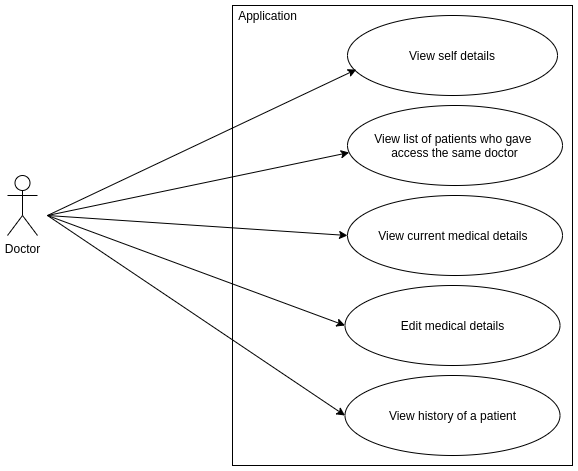 Application
View self details
View list of patients who gave
access the same doctor
View current medical details
Doctor
Edit medical details
View history of a patient